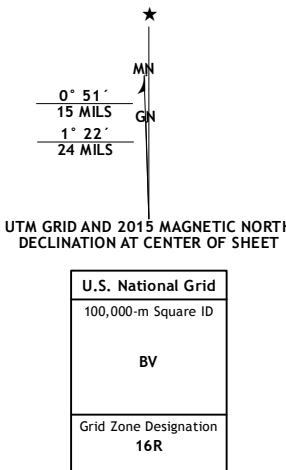 MN
0° 51´
15 MILS
GN
1° 22´
24 MILS
UTM GRID AND 2015 MAGNETIC NORTH
DECLINATION AT CENTER OF SHEET
U.S. National Grid
100,000-m Square ID
BV
Grid Zone Designation
16R